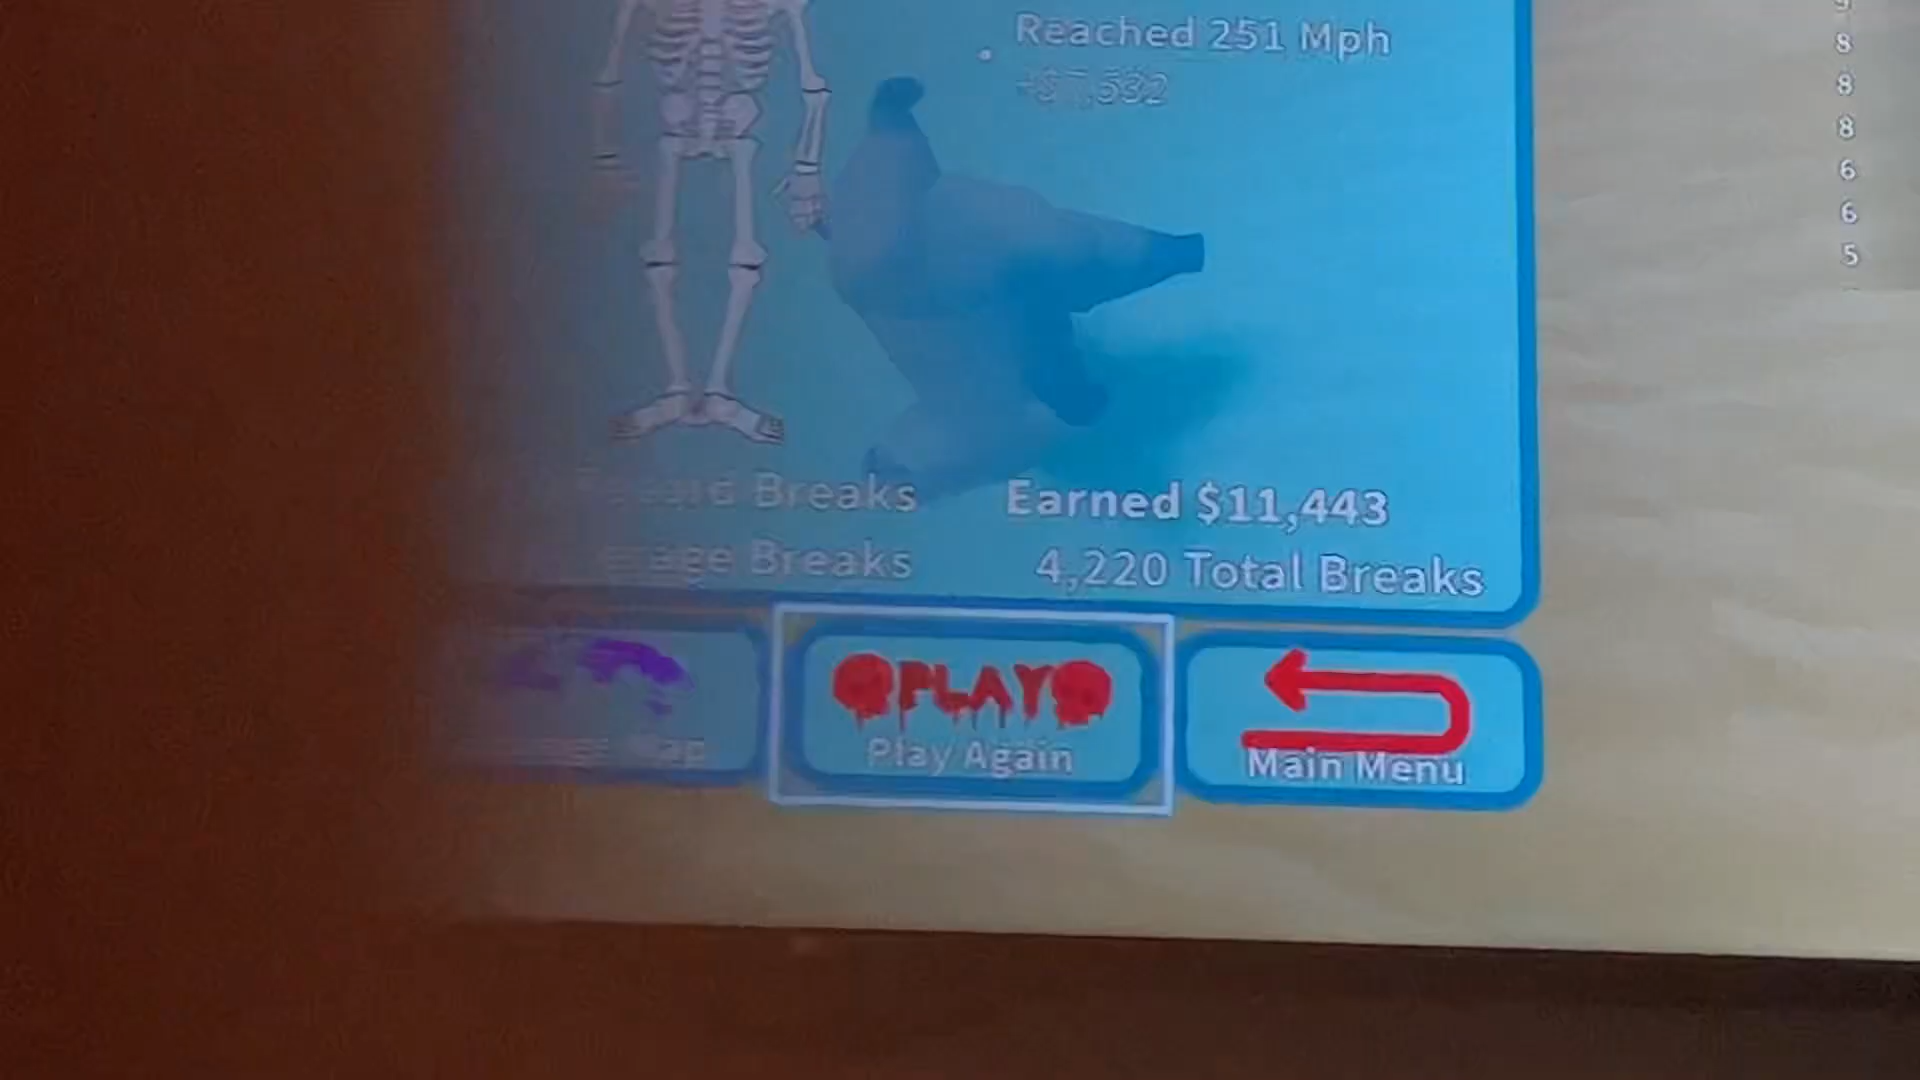 Reached 251 Mph
Breaks
Earned $11,443
Breaks
4,220 Total Breaks
PLAY
Play Again
Main Menu
9
8
8
8
6
6
5